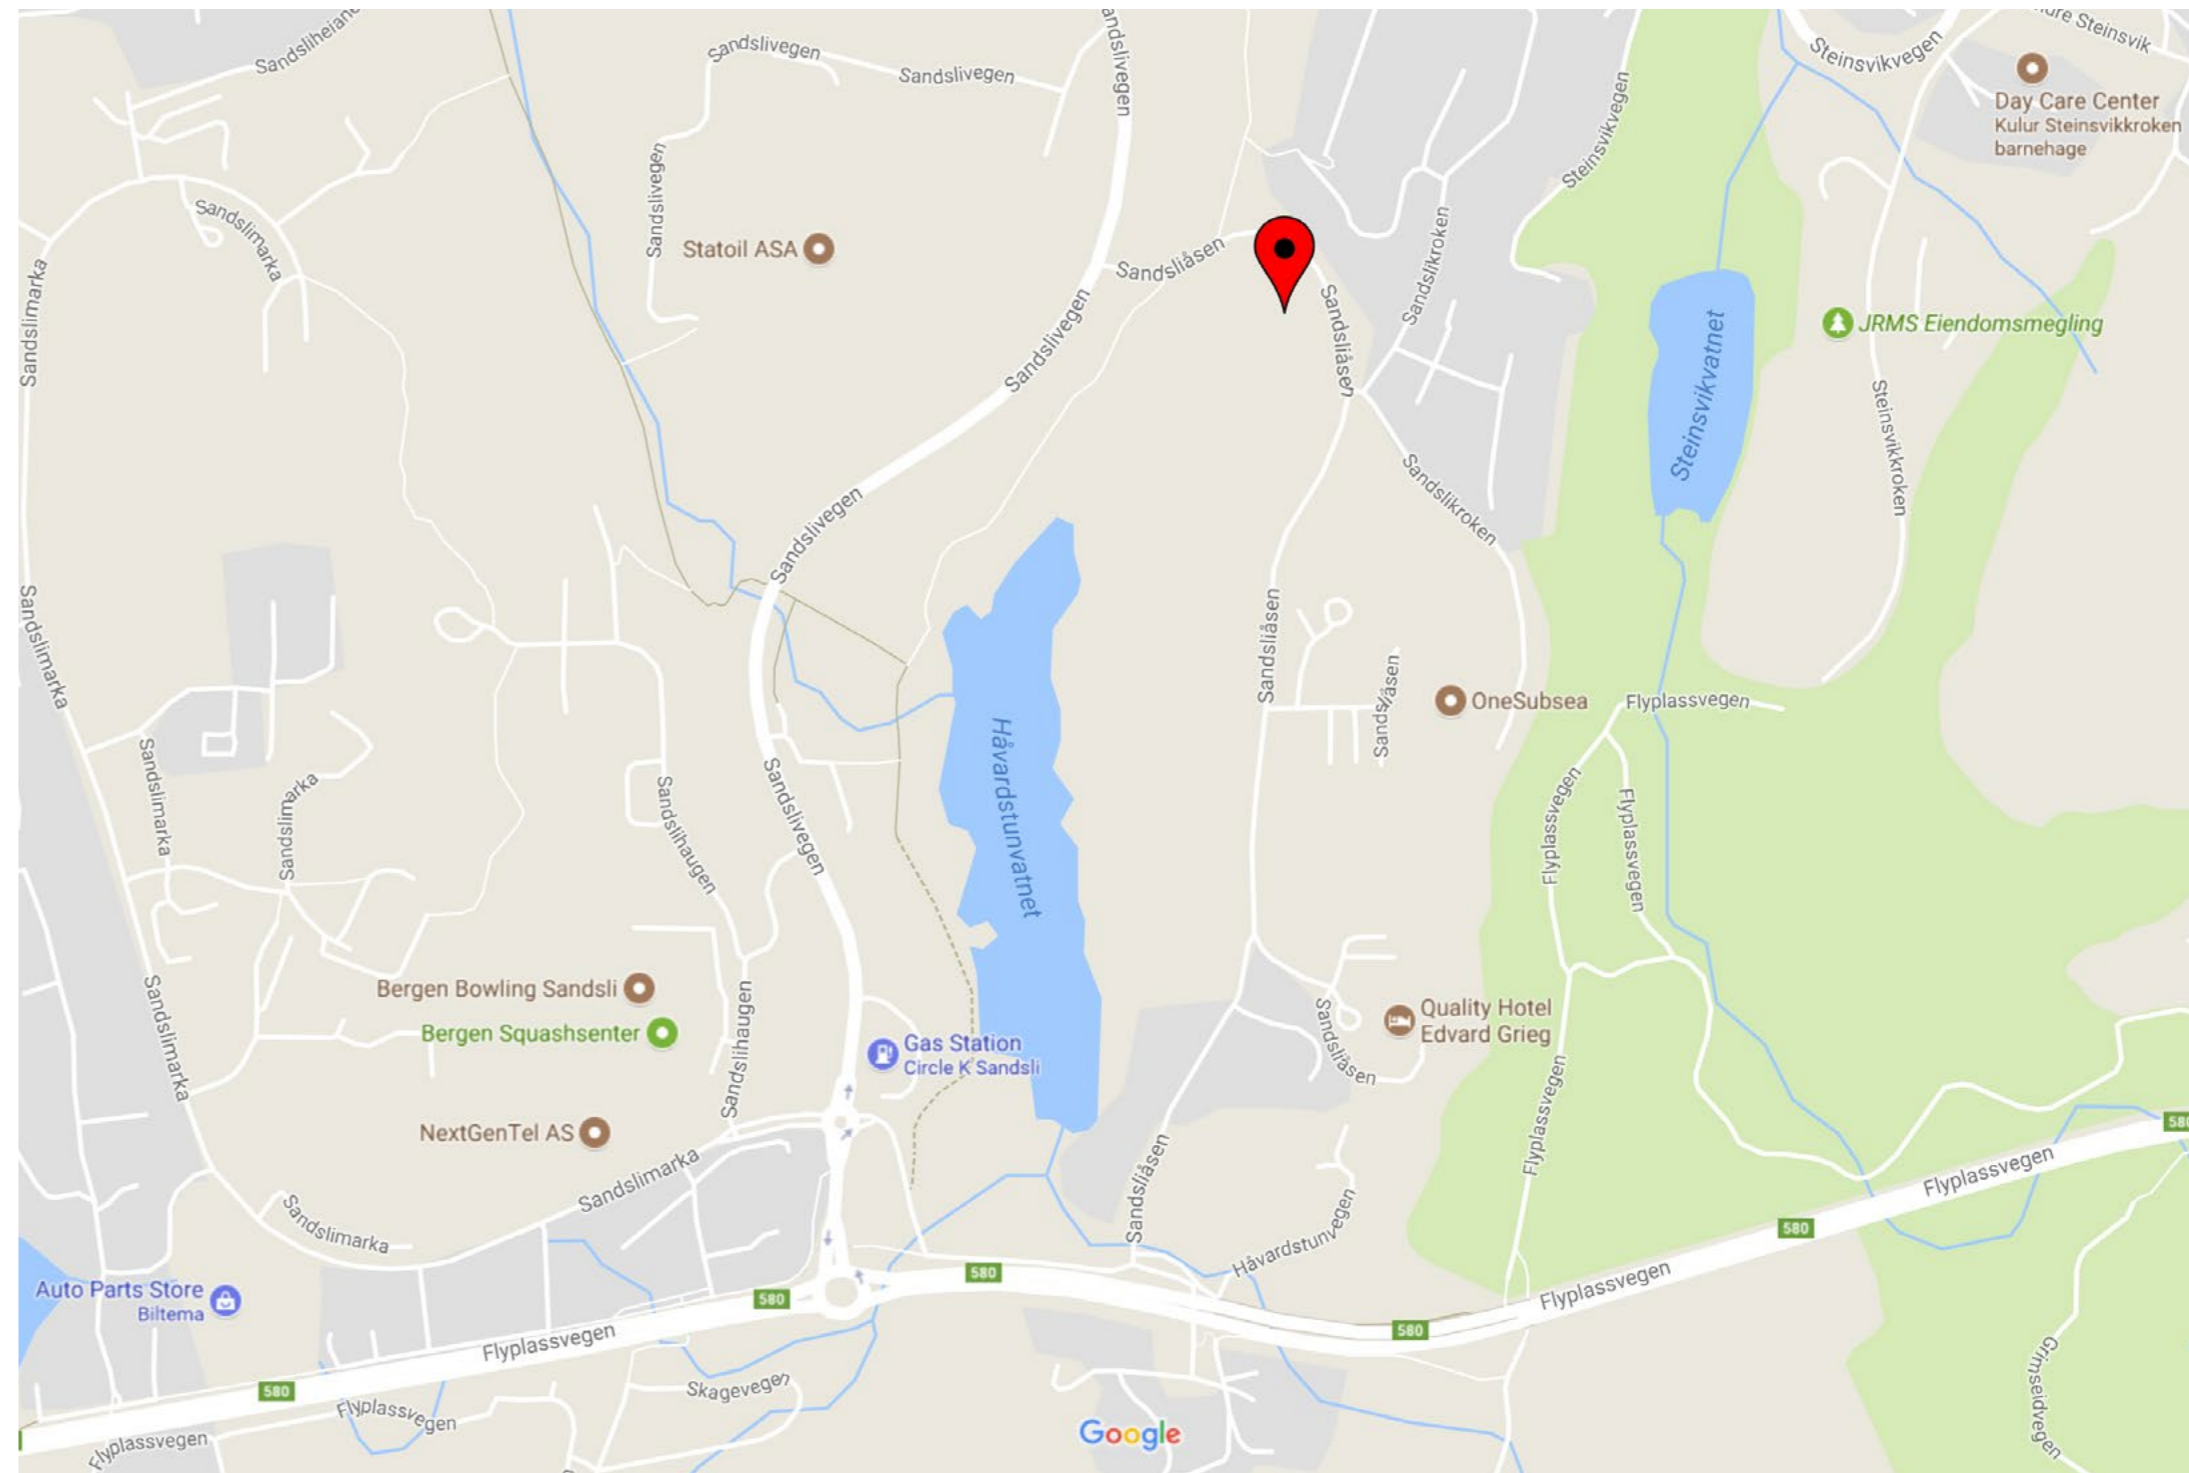 Sandsliheiane
Sandslivegen
Sandslivegen
Sandslivegen
Steinsvikvegen
Steinsvik
Day Care Center
Kulur Steinsvikkroken
barnehage
Steinsvikvegen
Sandslivegen
Sandslimarka
Statoil ASA
Sandsliåsen
Sandslikroken
Sandslimarka
Sandslivegen
Sandsliåsen
Steinsvikvatnet
JRMS Eiendomsmegling
Steinsvikkroken
Sandslikroken
Sandslivegen
Sandslimarka
Sandsliåsen
Sandsliåsen
OneSubsea
Flyplassvegen
Håvardstunvatnet
Sandslimarka
Sandslimarka
Sandslihaugen
Sandslivegen
Flyplassvegen
Flyplassvegen
Bergen Bowling Sandsli
Bergen Squashsenter
Sandslimarka
Sandslihaugen
Gas Station
Circle K Sandsli
Quality Hotel
Edvard Grieg
Sandsliåsen
NextGenTel AS
Flyplassvegen
580
Sandslimarka
Sandslimarka
Sandsliåsen
Håvardstunvegen
Flyplassvegen
580
580
Auto Parts Store
Biltema
580
Flyplassvegen
Flyplassvegen
580
580
Skagevegen
Flyplassvegen
Flyplassvegen
Grimseidvegen
Google